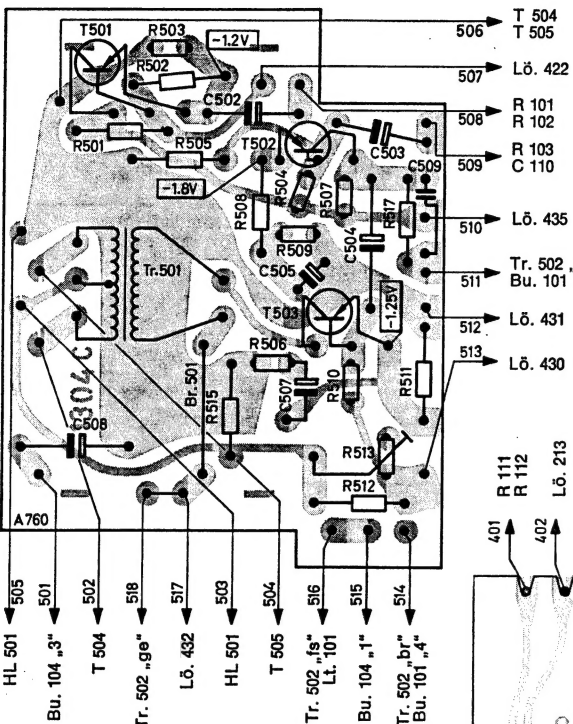 T501
R503
-1.2V
506
T 504
T 505
R502
507
Lö. 422
C502
508
R 101
R 102
R501
R505
T502
C503
509
R 103
C 110
C509
-1.8V
R504
R507
R517
510
Lö. 435
R508
R509
C504
511
Tr. 502 „
Bu. 101
Tr.501
C505
T503
-1.25V
512
Lö. 431
R506
513
Lö. 430
304C
Br.501
C507
R510
R511
C508
R515
R513
R512
A760
R 111
R 112
Lö. 213
401
402
505
501
502
518
517
503
504
516
515
514
HL 501
Bu. 104 „3"
T 504
Tr. 502 „ge"
Lö. 432
HL 501
T 505
Tr. 502 „fs"
Lt. 101
Bu. 104 „1"
Tr. 502 „br"
Bu. 101 „4"